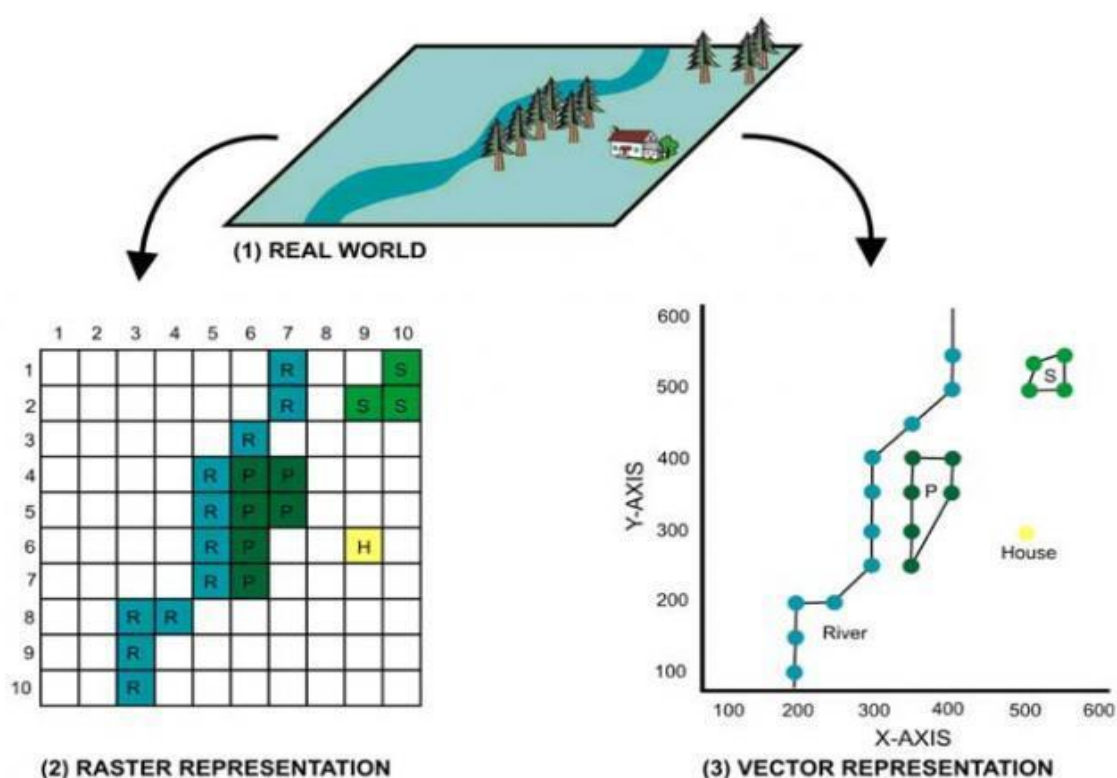 (1) REAL WORLD
1 2 3 4 5 6 7 8 9 10
1 R S
2 R S S
3 R
4 R P P
5 R P P
6 R P H
7 R P
8 R R
9 R
10 R
(2) RASTER REPRESENTATION
600
500
400
300
200
100
Y-AXIS
S
P
House
River
100 200 300 400 500 600
X-AXIS
(3) VECTOR REPRESENTATION